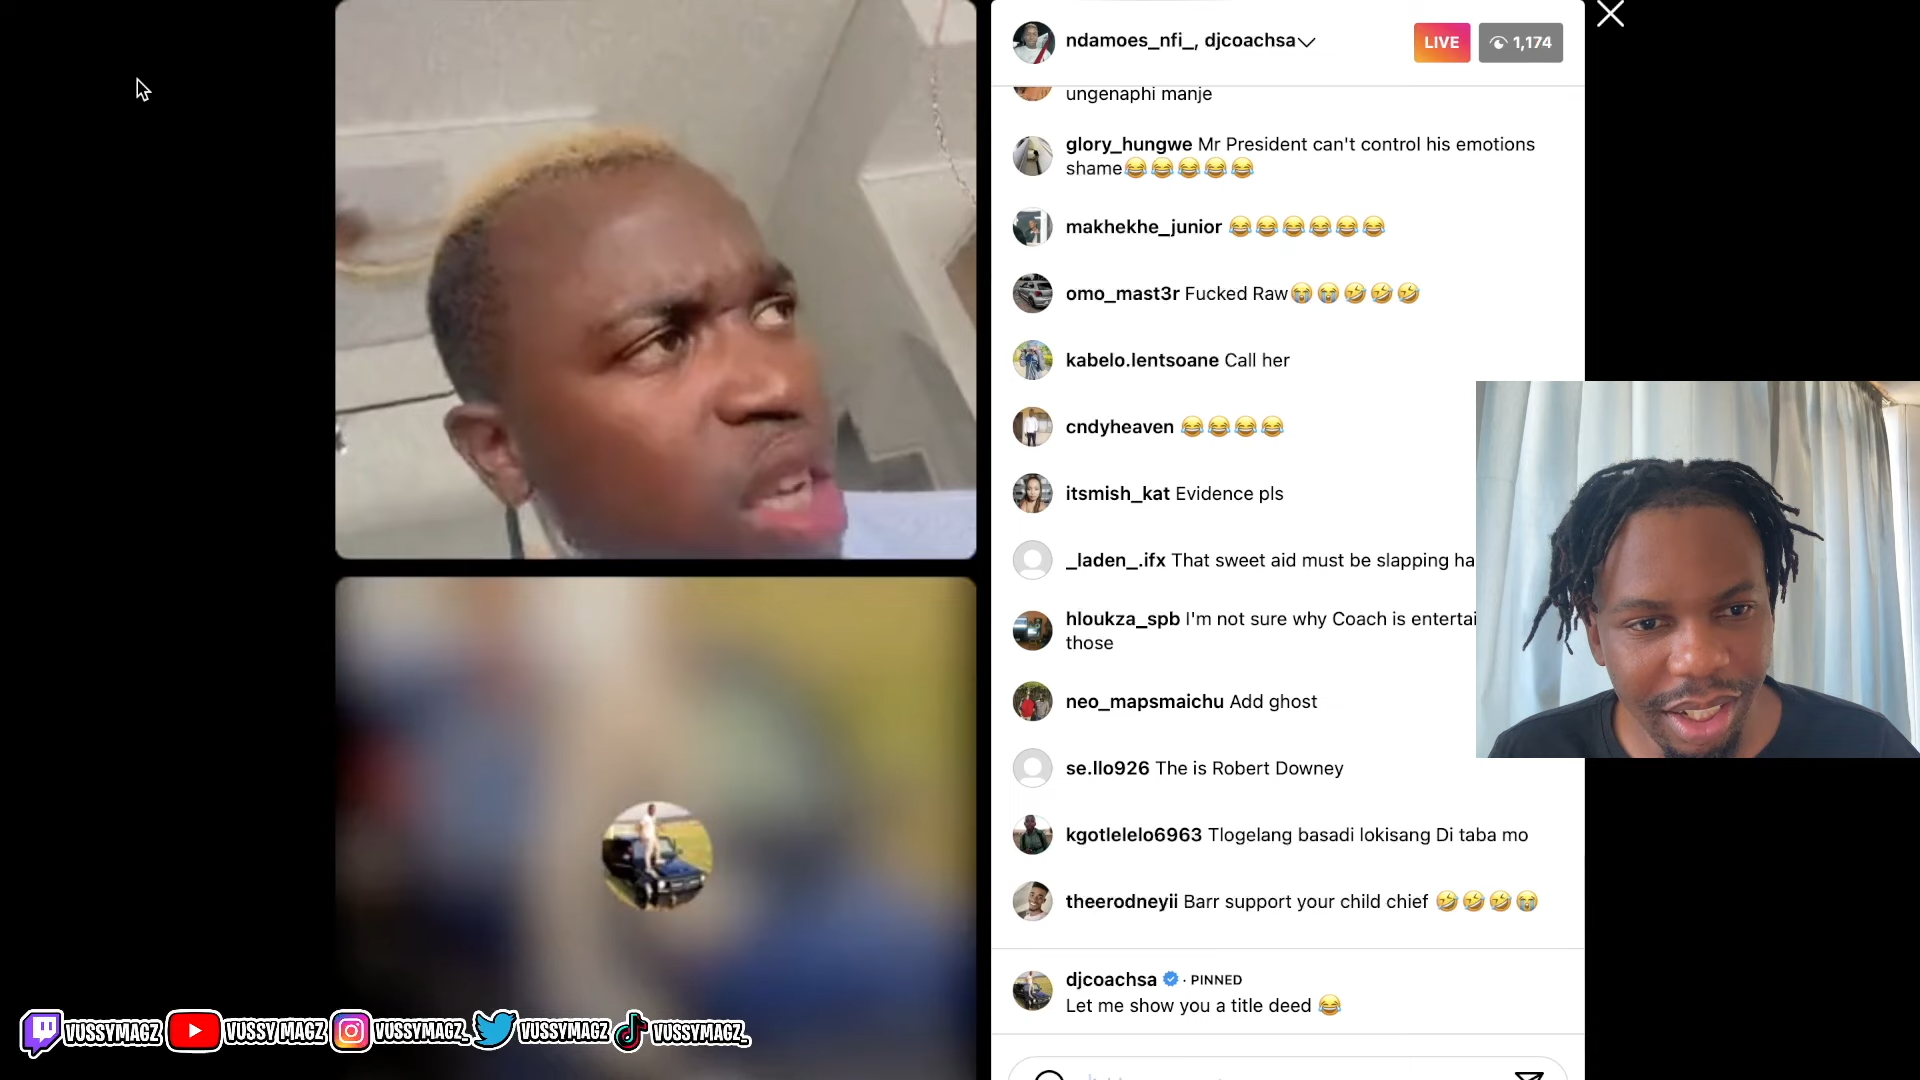 ndamoes_nfi_, djcoachsa
LIVE
1,174
ungenaphi manje
glory_hungwe Mr President can't control his emotions
shame😂😂😂😂😂
makhekhe_junior 😂😂😂😂😂😂
omo_mast3r Fucked Raw😭😭🤣🤣🤣
kabelo.lentsoane Call her
cndyheaven 😂😂😂😂
itsmish_kat Evidence pls
_laden_.ifx That sweet aid must be slapping ha
hloukza_spb I'm not sure why Coach is entertai
those
neo_mapsmaichu Add ghost
se.llo926 The is Robert Downey
kgotlelelo6963 Tlogelang basadi lokisang Di taba mo
theerodneyii Barr support your child chief 🤣🤣🤣😭
djcoachsa · PINNED
Let me show you a title deed 😂
VUSSYMAGZ VUSSYMAGZ VUSSYMAGZ_ VUSSYMAGZ VUSSYMAGZ_